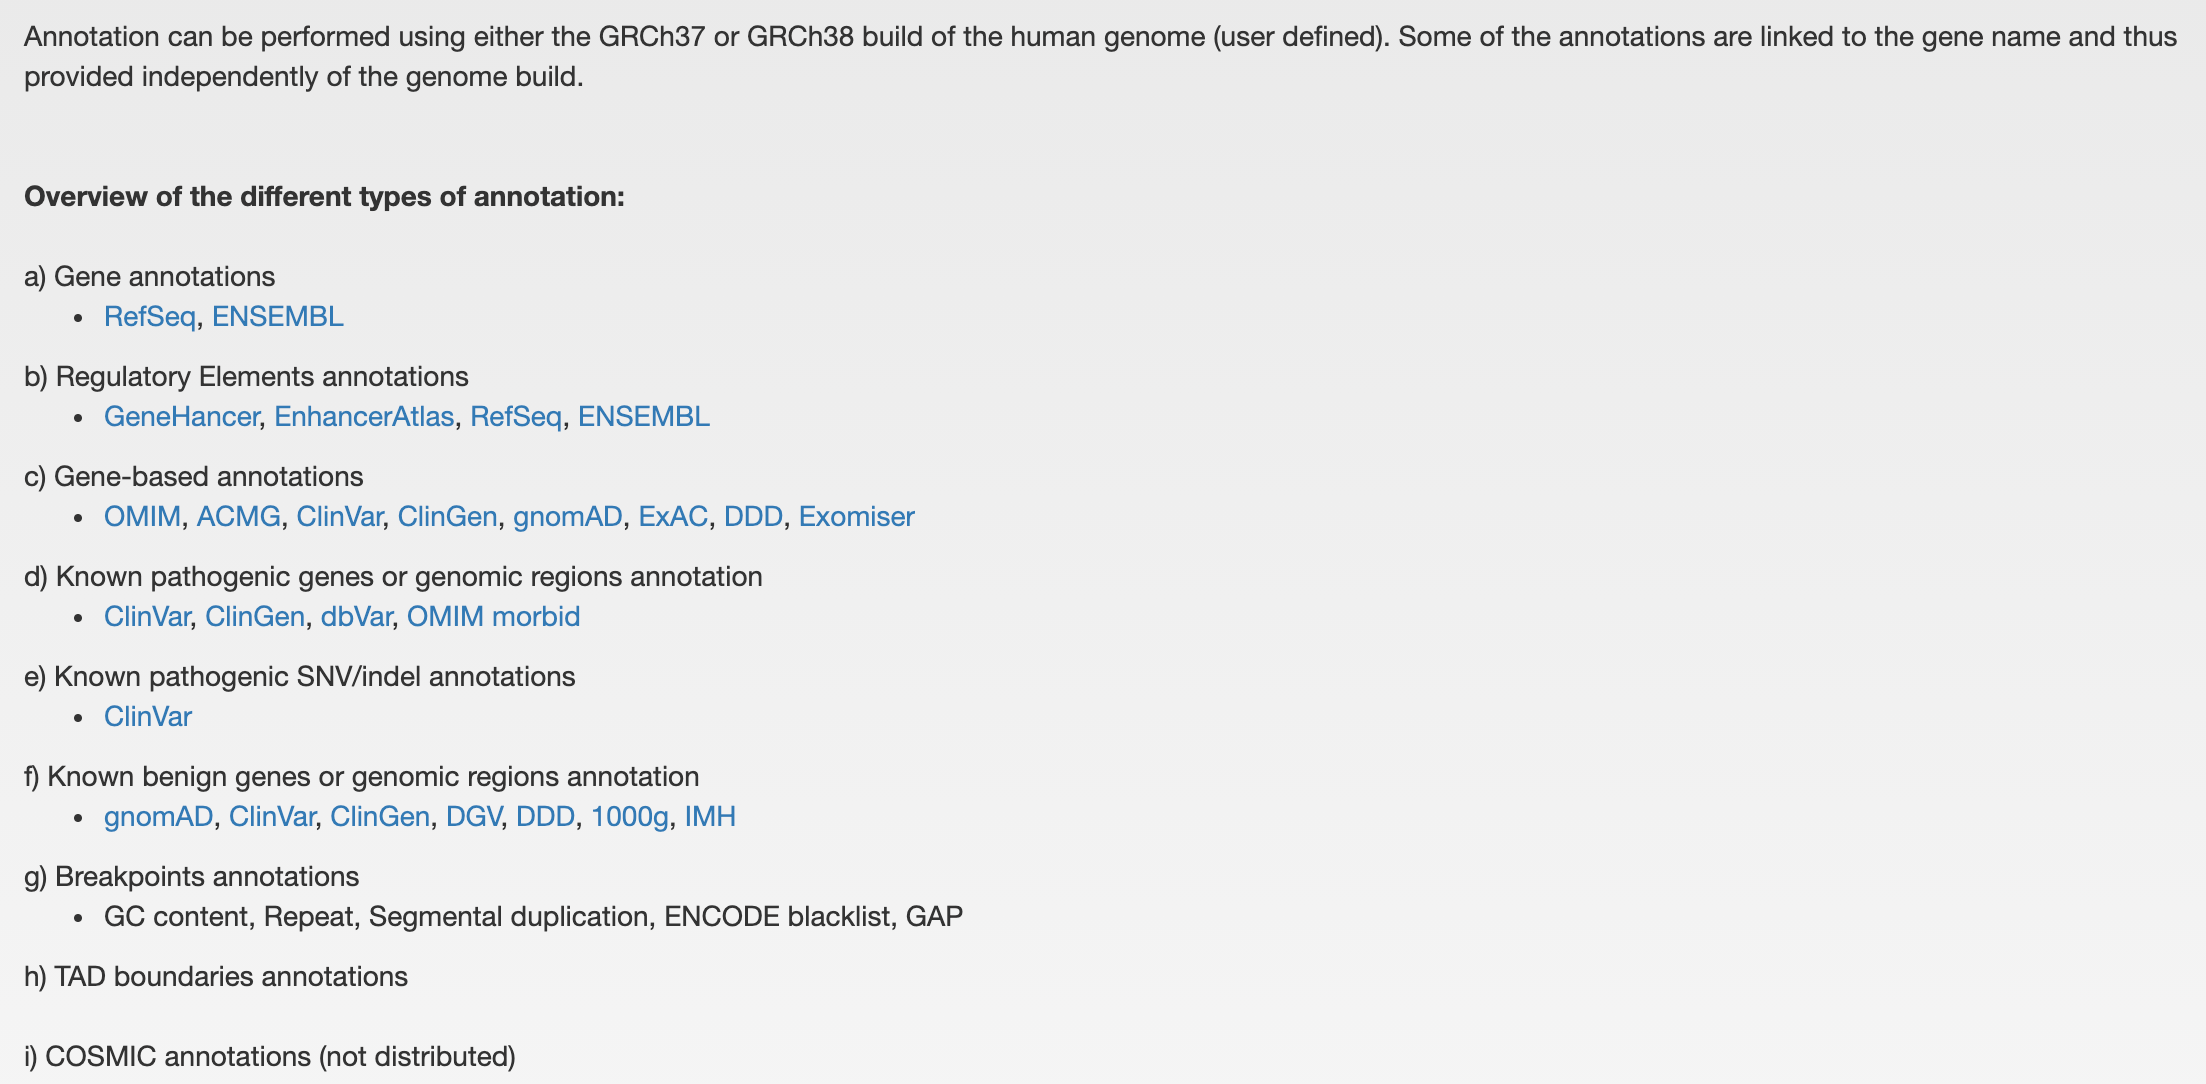 Annotation can be performed using either the GRCh37 or GRCh38 build of the human genome (user defined). Some of the annotations are linked to the gene name and thus
provided independently of the genome build.
Overview of the different types of annotation:
a) Gene annotations
• RefSeq, ENSEMBL
b) Regulatory Elements annotations
• GeneHancer, EnhancerAtlas, RefSeq, ENSEMBL
c) Gene-based annotations
• OMIM, ACMG, ClinVar, ClinGen, gnomAD, ExAC, DDD, Exomiser
d) Known pathogenic genes or genomic regions annotation
• ClinVar, ClinGen, dbVar, OMIM morbid
e) Known pathogenic SNV/indel annotations
• ClinVar
f) Known benign genes or genomic regions annotation
• gnomAD, ClinVar, ClinGen, DGV, DDD, 1000g, IMH
g) Breakpoints annotations
• GC content, Repeat, Segmental duplication, ENCODE blacklist, GAP
h) TAD boundaries annotations
i) COSMIC annotations (not distributed)